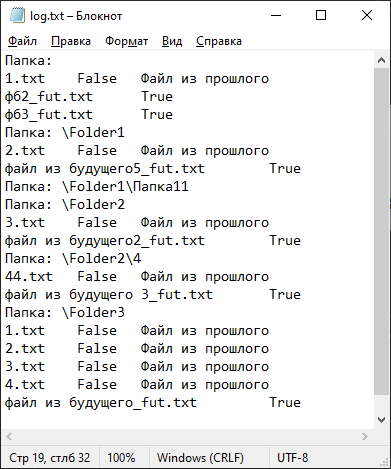 log.txt – Блокнот
Файл Правка Формат Вид Справка
Папка:
1.txt False Файл из прошлого
фб2_fut.txt True
фб3_fut.txt True
Папка: \Folder1
2.txt False Файл из прошлого
файл из будущего5_fut.txt True
Папка: \Folder1\Папка11
Папка: \Folder2
3.txt False Файл из прошлого
файл из будущего2_fut.txt True
Папка: \Folder2\4
44.txt False Файл из прошлого
файл из будущего 3_fut.txt True
Папка: \Folder3
1.txt False Файл из прошлого
2.txt False Файл из прошлого
3.txt False Файл из прошлого
4.txt False Файл из прошлого
файл из будущего_fut.txt True
Стр 19, стлб 32 100% Windows (CRLF) UTF-8